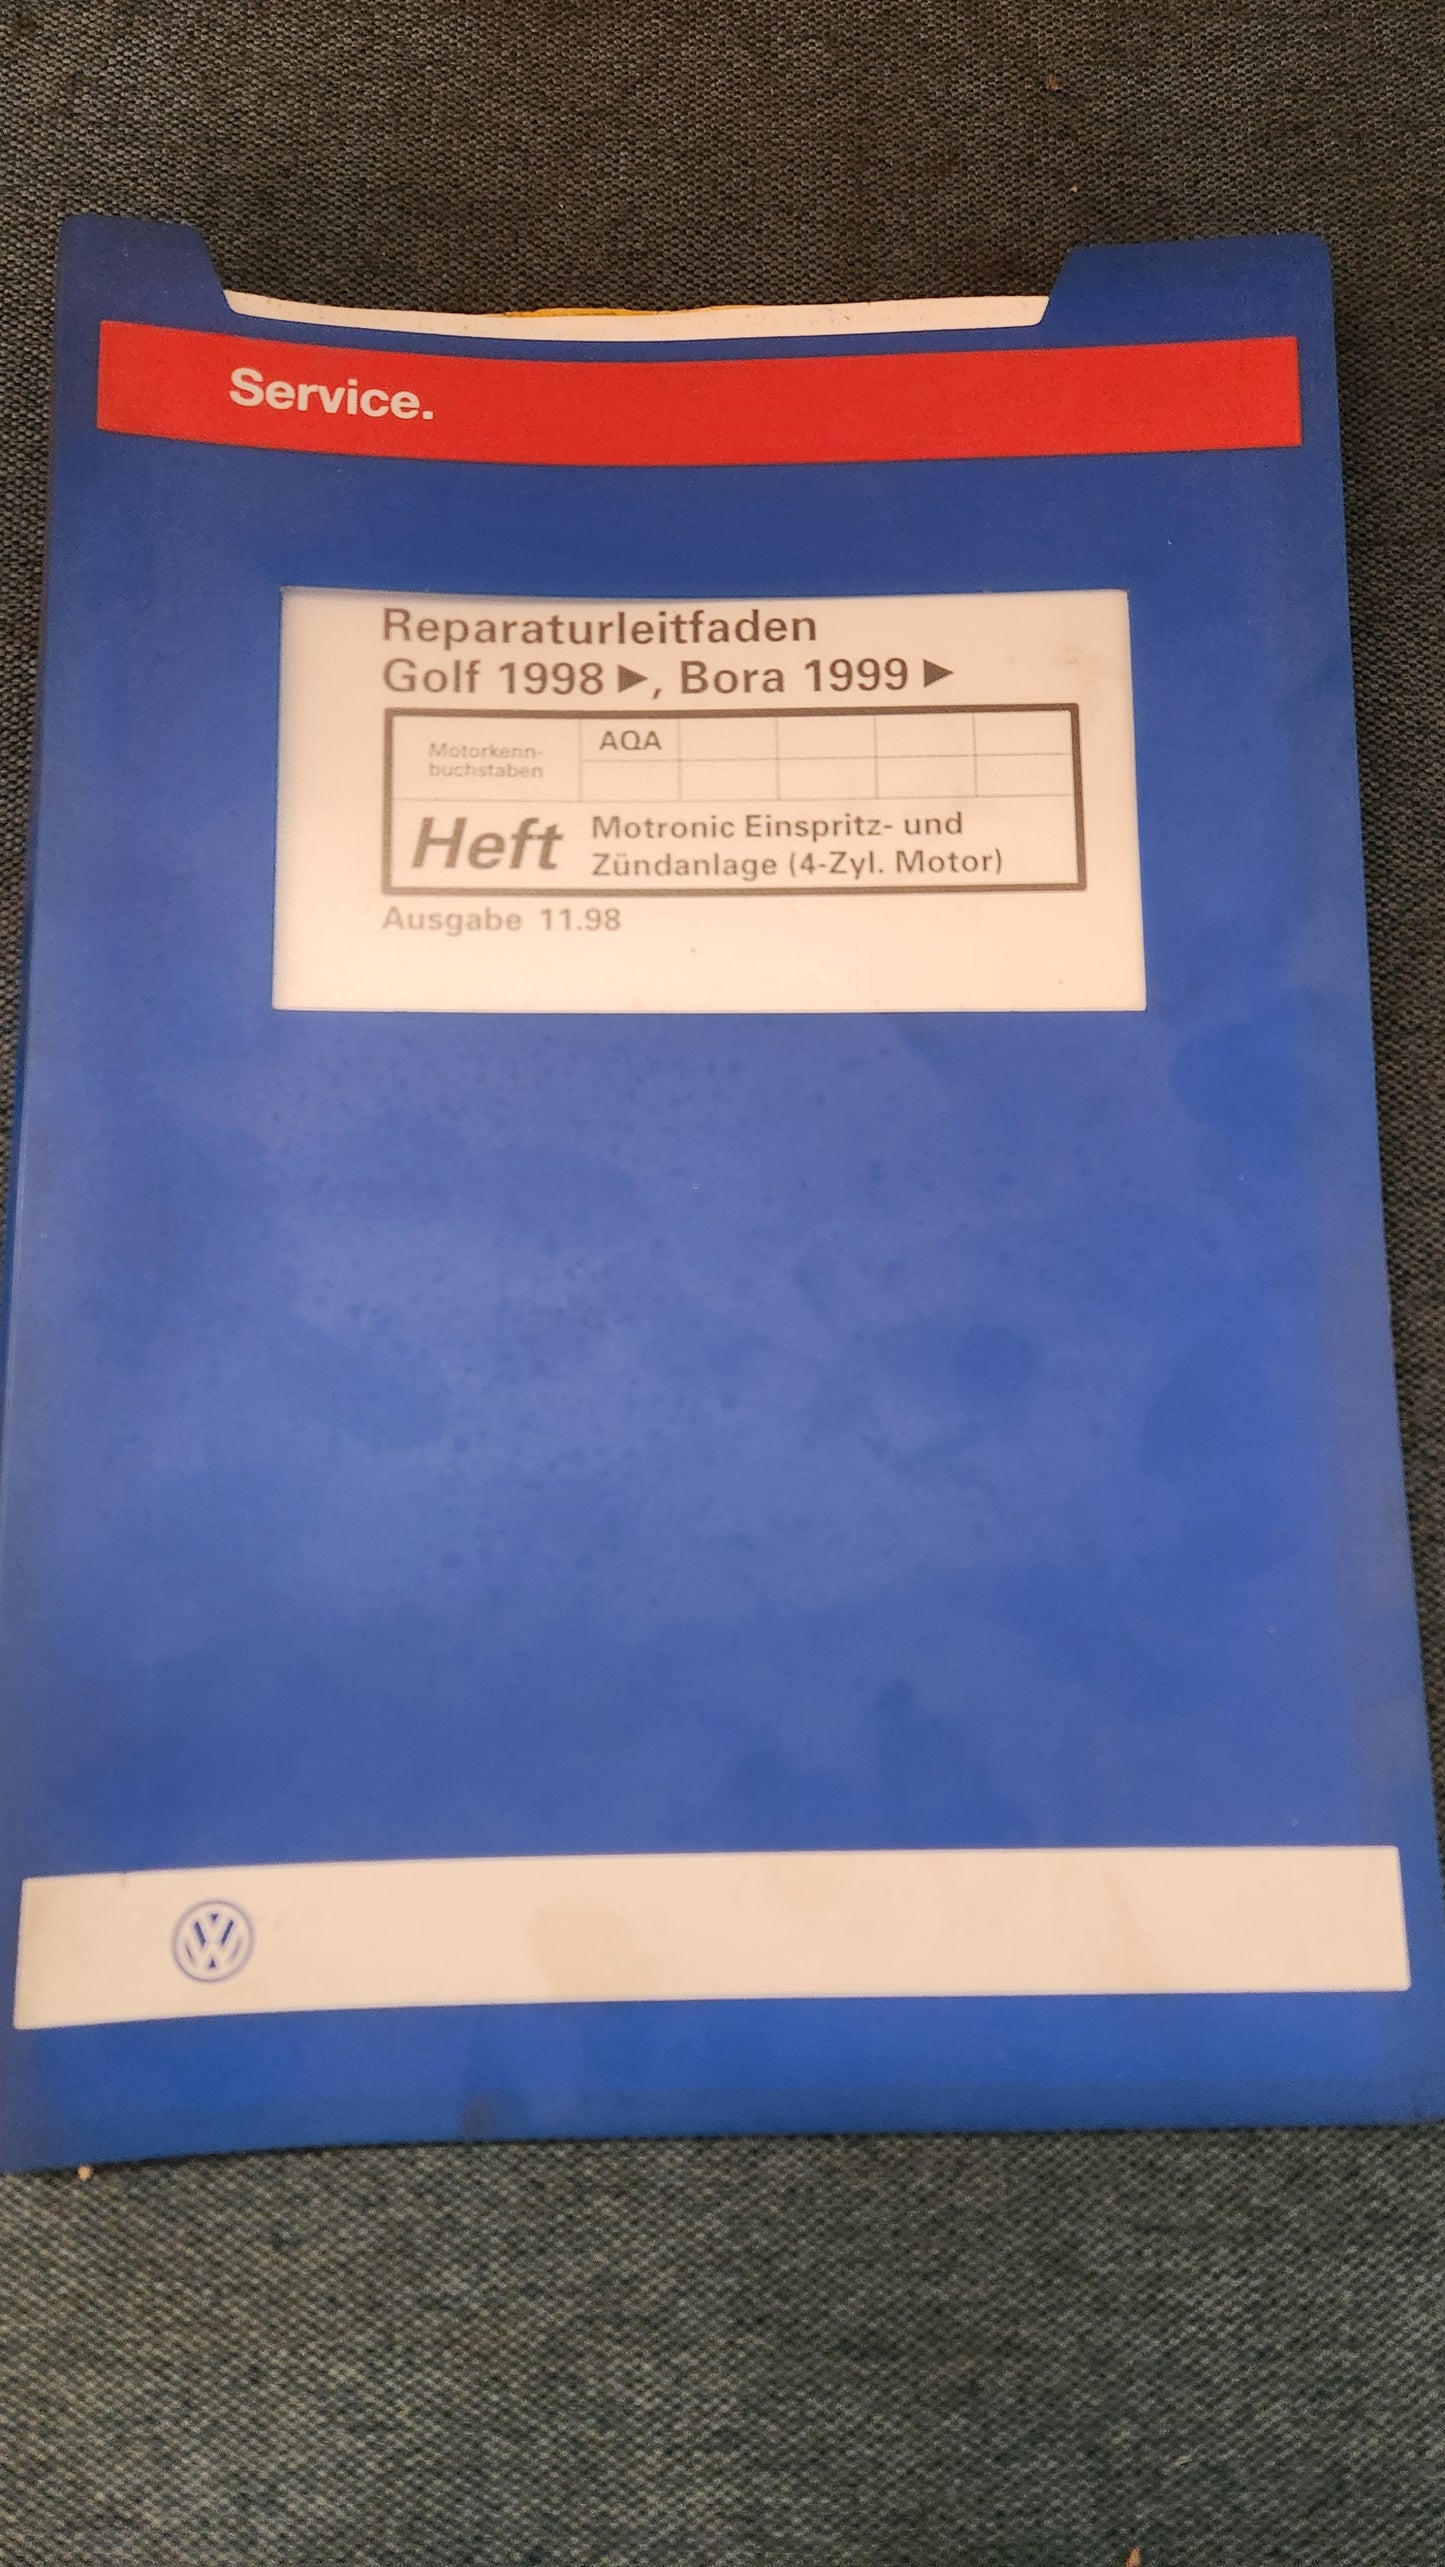 Service.
Reparaturleitfaden
Golf 1998 ▶, Bora 1999 ▶
Motorkenn-
buchstaben
AQA
Heft
Motronic Einspritz- und
Zündanlage (4-Zyl. Motor)
Ausgabe 11.98